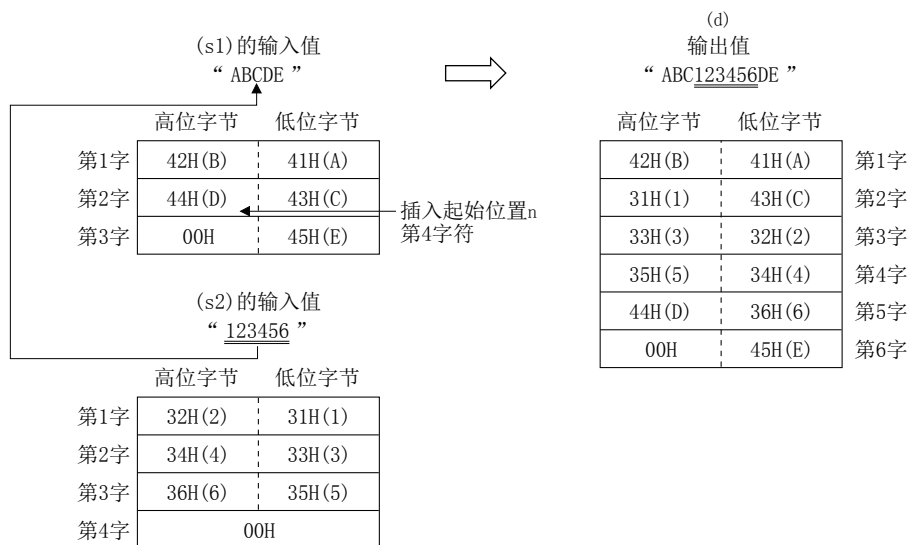 (s1)的输入值
“ ABCDE ”
高位字节 低位字节
第1字 42H(B) 41H(A)
第2字 44H(D) 43H(C)
第3字 00H 45H(E)
插入起始位置n
第4字符
(s2)的输入值
“ 123456 ”
高位字节 低位字节
第1字 32H(2) 31H(1)
第2字 34H(4) 33H(3)
第3字 36H(6) 35H(5)
第4字 00H
(d)
输出值
“ ABC123456DE ”
高位字节 低位字节
42H(B) 41H(A) 第1字
31H(1) 43H(C) 第2字
33H(3) 32H(2) 第3字
35H(5) 34H(4) 第4字
44H(D) 36H(6) 第5字
00H 45H(E) 第6字